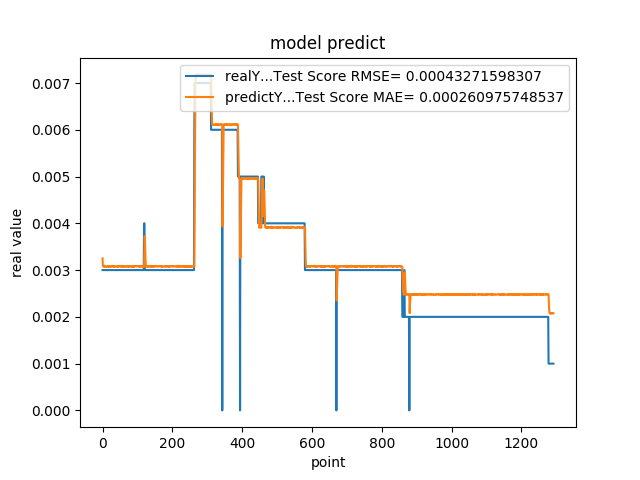 model predict
realY...Test Score RMSE= 0.00043271598307
predictY...Test Score MAE= 0.000260975748537
0.007
0.006
0.005
0.004
0.003
0.002
0.001
0.000
real value
0 200 400 600 800 1000 1200
point